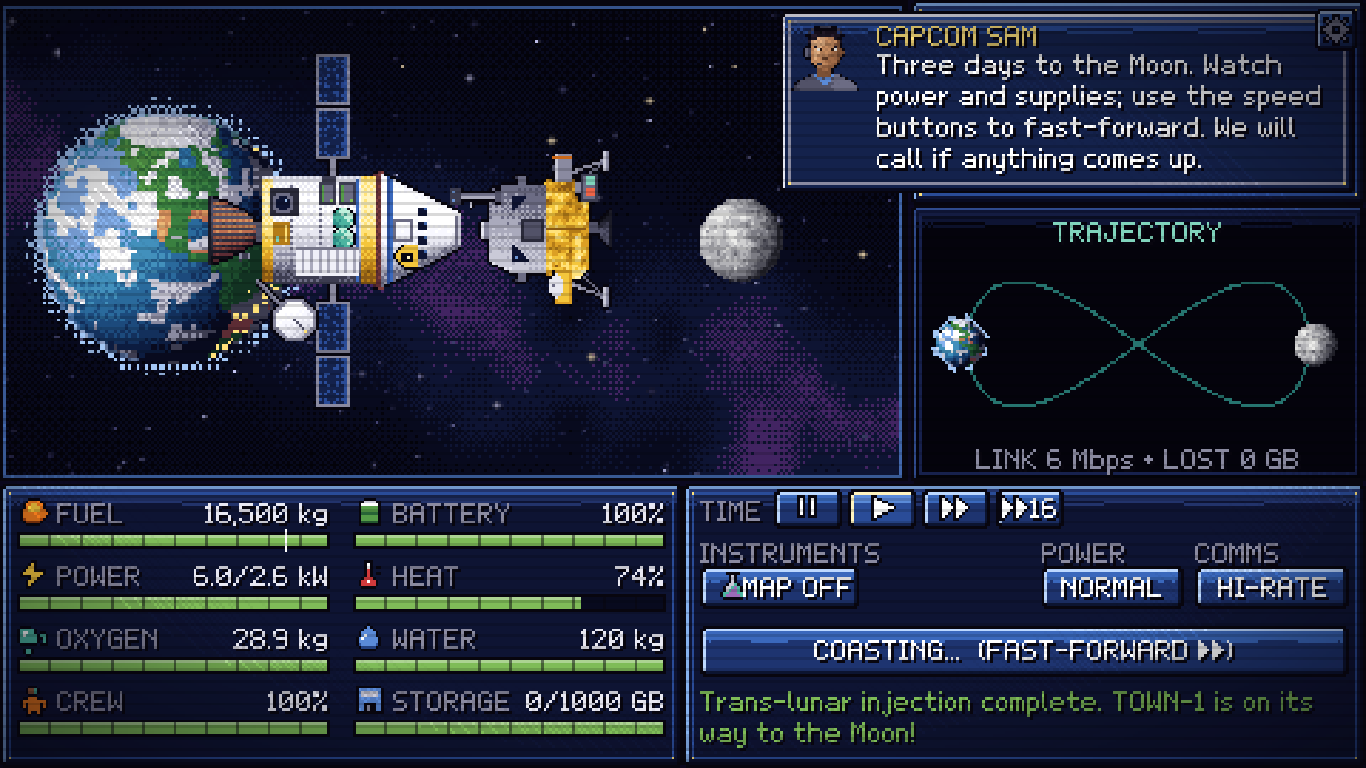 CAPCOM SAM
Three days to the Moon. Watch
power and supplies; use the speed
buttons to fast-forward. We will
call if anything comes up.
TRAJECTORY
LINK 6 Mbps + LOST 0 GB
FUEL 16,500 kg
BATTERY 100%
POWER 6.0/2.6 kW
HEAT 74%
OXYGEN 28.9 kg
WATER 120 kg
CREW 100%
STORAGE 0/1000 GB
TIME 16
INSTRUMENTS POWER COMMS
MAP OFF NORMAL HI-RATE
COASTING... (FAST-FORWARD )
Trans-lunar injection complete. TOWN-1 is on its
way to the Moon!